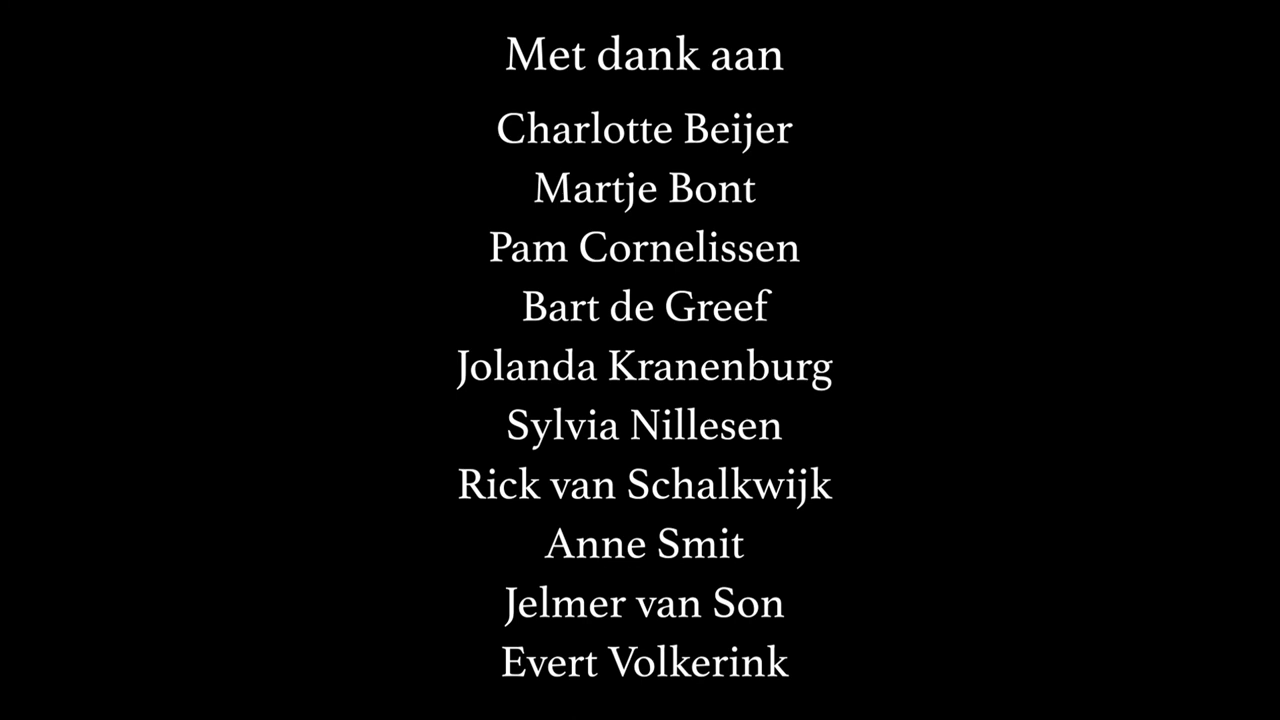 Met dank aan
Charlotte Beijer
Martje Bont
Pam Cornelissen
Bart de Greef
Jolanda Kranenburg
Sylvia Nillesen
Rick van Schalkwijk
Anne Smit
Jelmer van Son
Evert Volkerink